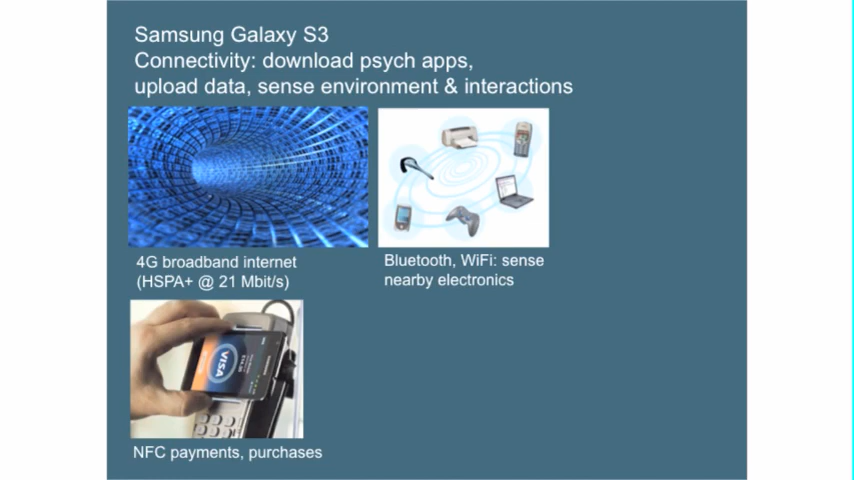 Samsung Galaxy S3
Connectivity: download psych apps,
upload data, sense environment & interactions
4G broadband internet
(HSPA+ @ 21 Mbit/s)
Bluetooth, WiFi: sense
nearby electronics
VISA
NFC payments, purchases